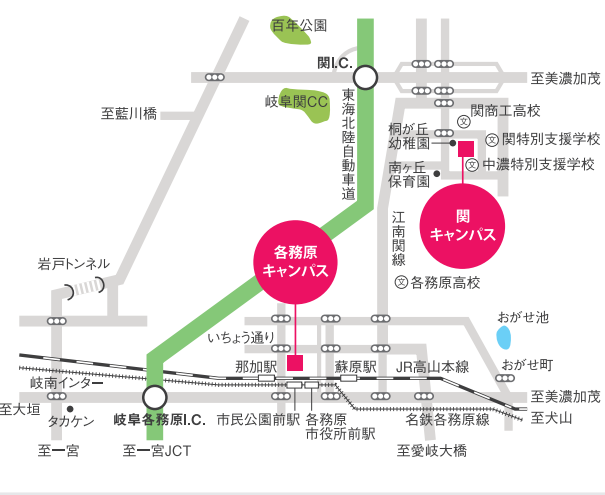 百年公園
関I.C.
至美濃加茂
岐阜関CC
東海北陸自動車道
至藍川橋
関商工高校
文
桐が丘
幼稚園
文 関特別支援学校
文 中濃特別支援学校
南ヶ丘
保育園
関
キャンパス
江南関線
各務原
キャンパス
岩戸トンネル
文 各務原高校
おがせ池
いちょう通り
那加駅
蘇原駅
JR高山本線
おがせ町
岐南インター
至美濃加茂
至大垣
タカケン
岐阜各務原I.C.
市民公園前駅
各務原
市役所前駅
名鉄各務原線
至犬山
至一宮
至一宮JCT
至愛岐大橋